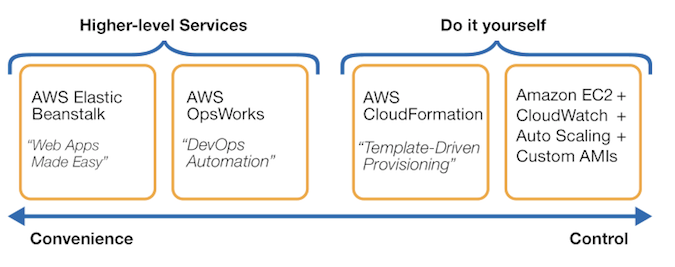 Higher-level Services
Do it yourself
AWS Elastic
Beanstalk
“Web Apps
Made Easy”
AWS
OpsWorks
“DevOps
Automation”
AWS
CloudFormation
“Template-Driven
Provisioning”
Amazon EC2 +
CloudWatch +
Auto Scaling +
Custom AMIs
Convenience
Control